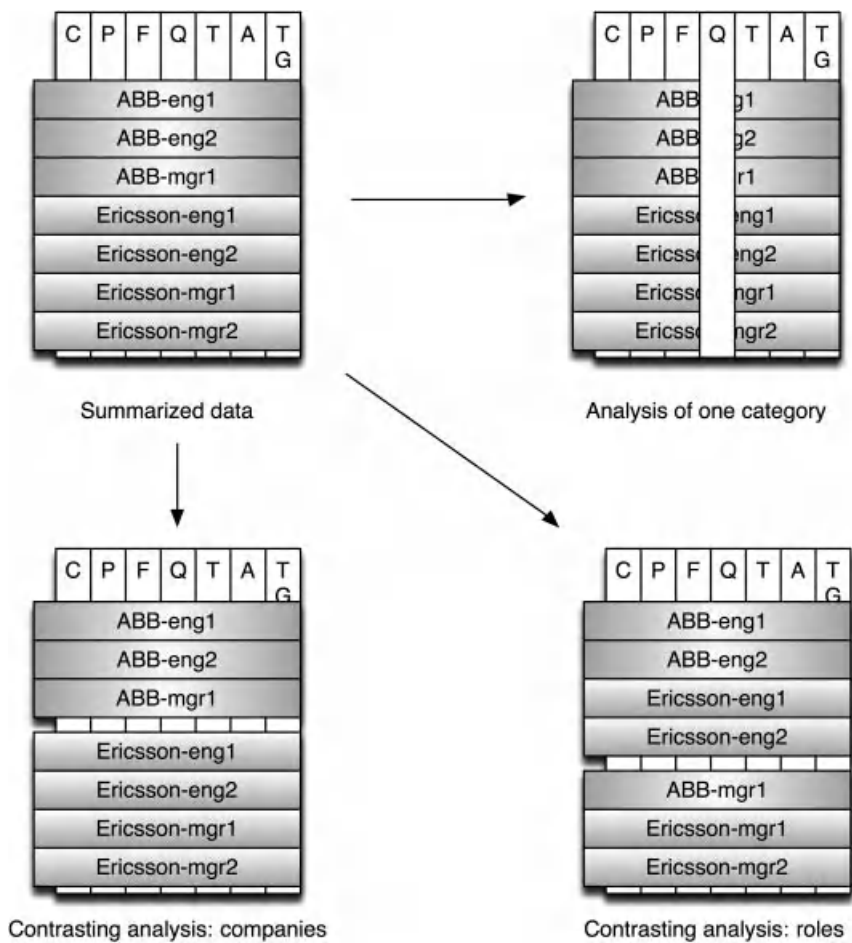 C P F Q T A T
G
ABB-eng1
ABB-eng2
ABB-mgr1
Ericsson-eng1
Ericsson-eng2
Ericsson-mgr1
Ericsson-mgr2
Summarized data
C P F Q T A T
G
ABB g1
ABB g2
ABB r1
Ericss eng1
Ericss eng2
Ericss mgr1
Ericss mgr2
Analysis of one category
C P F Q T A T
G
ABB-eng1
ABB-eng2
ABB-mgr1
Ericsson-eng1
Ericsson-eng2
Ericsson-mgr1
Ericsson-mgr2
Contrasting analysis: companies
C P F Q T A T
G
ABB-eng1
ABB-eng2
Ericsson-eng1
Ericsson-eng2
ABB-mgr1
Ericsson-mgr1
Ericsson-mgr2
Contrasting analysis: roles